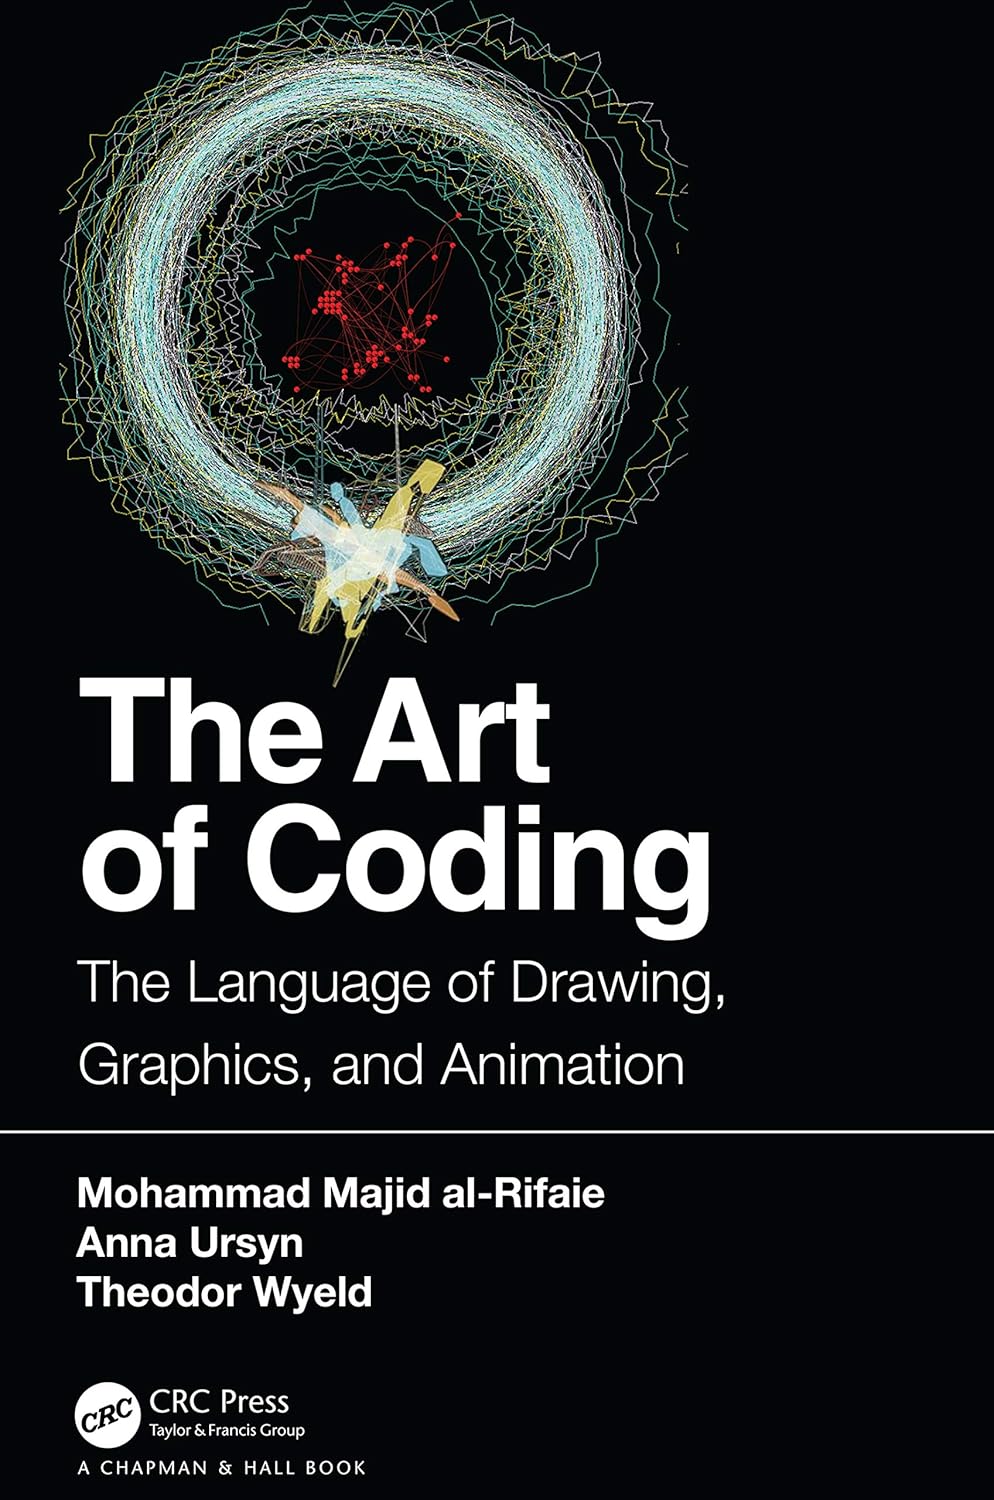 The Art
of Coding
The Language of Drawing,
Graphics, and Animation
Mohammad Majid al-Rifaie
Anna Ursyn
Theodor Wyeld
CRC
CRC Press
Taylor & Francis Group
A CHAPMAN & HALL BOOK